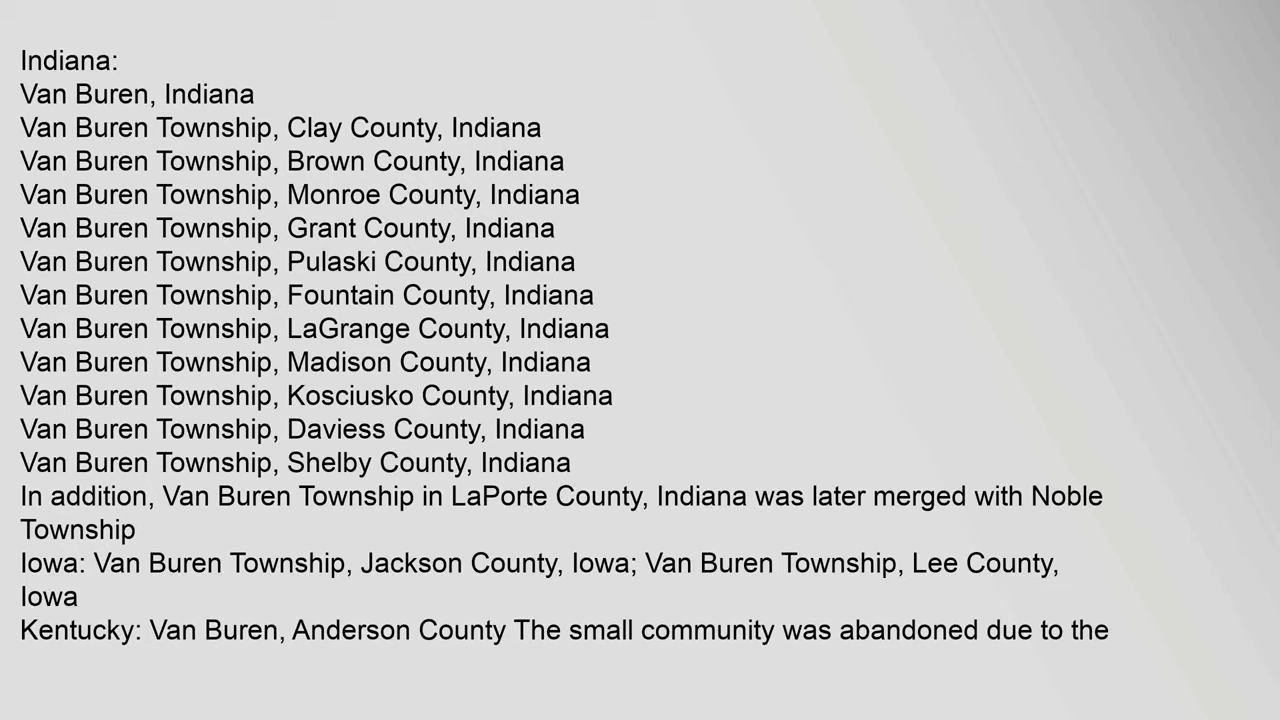 Indiana:
Van Buren, Indiana
Van Buren Township, Clay County, Indiana
Van Buren Township, Brown County, Indiana
Van Buren Township, Monroe County, Indiana
Van Buren Township, Grant County, Indiana
Van Buren Township, Pulaski County, Indiana
Van Buren Township, Fountain County, Indiana
Van Buren Township, LaGrange County, Indiana
Van Buren Township, Madison County, Indiana
Van Buren Township, Kosciusko County, Indiana
Van Buren Township, Daviess County, Indiana
Van Buren Township, Shelby County, Indiana
In addition, Van Buren Township in LaPorte County, Indiana was later merged with Noble
Township
Iowa: Van Buren Township, Jackson County, Iowa; Van Buren Township, Lee County,
Iowa
Kentucky: Van Buren, Anderson County The small community was abandoned due to the